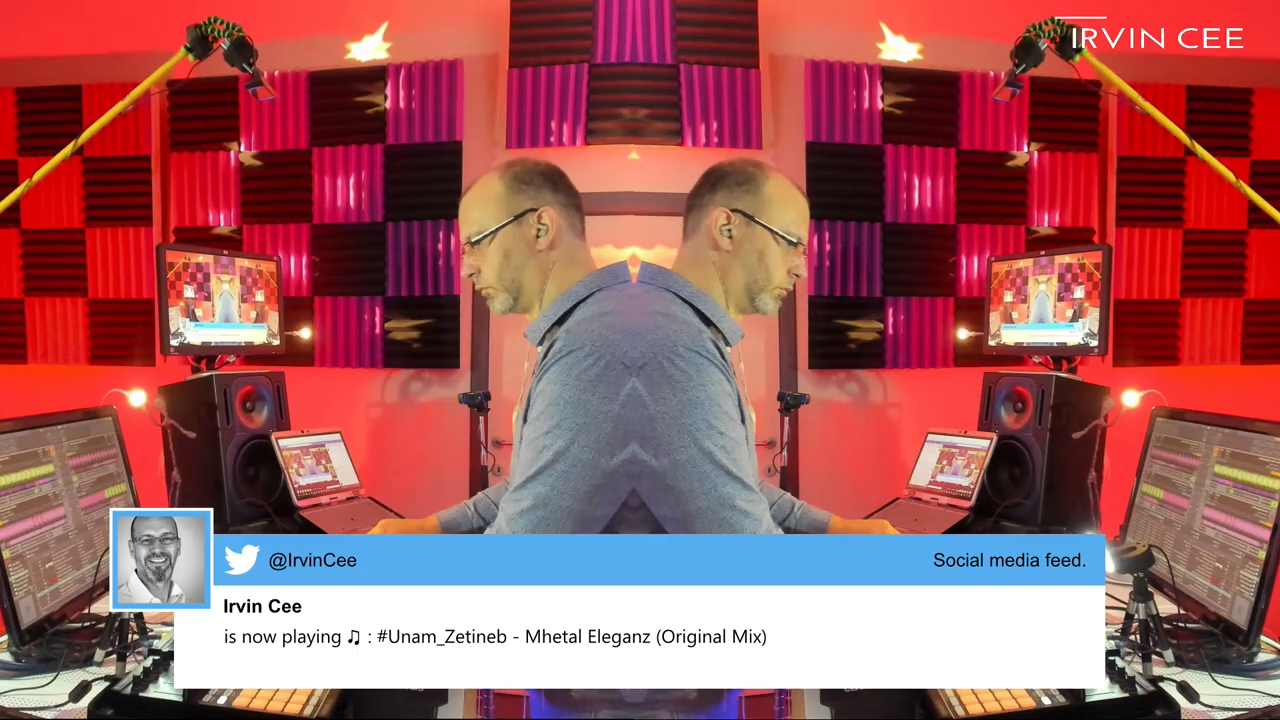 IRVIN CEE
@IrvinCee
Social media feed.
Irvin Cee
is now playing ♫ : #Unam_Zetineb - Mhetal Eleganz (Original Mix)